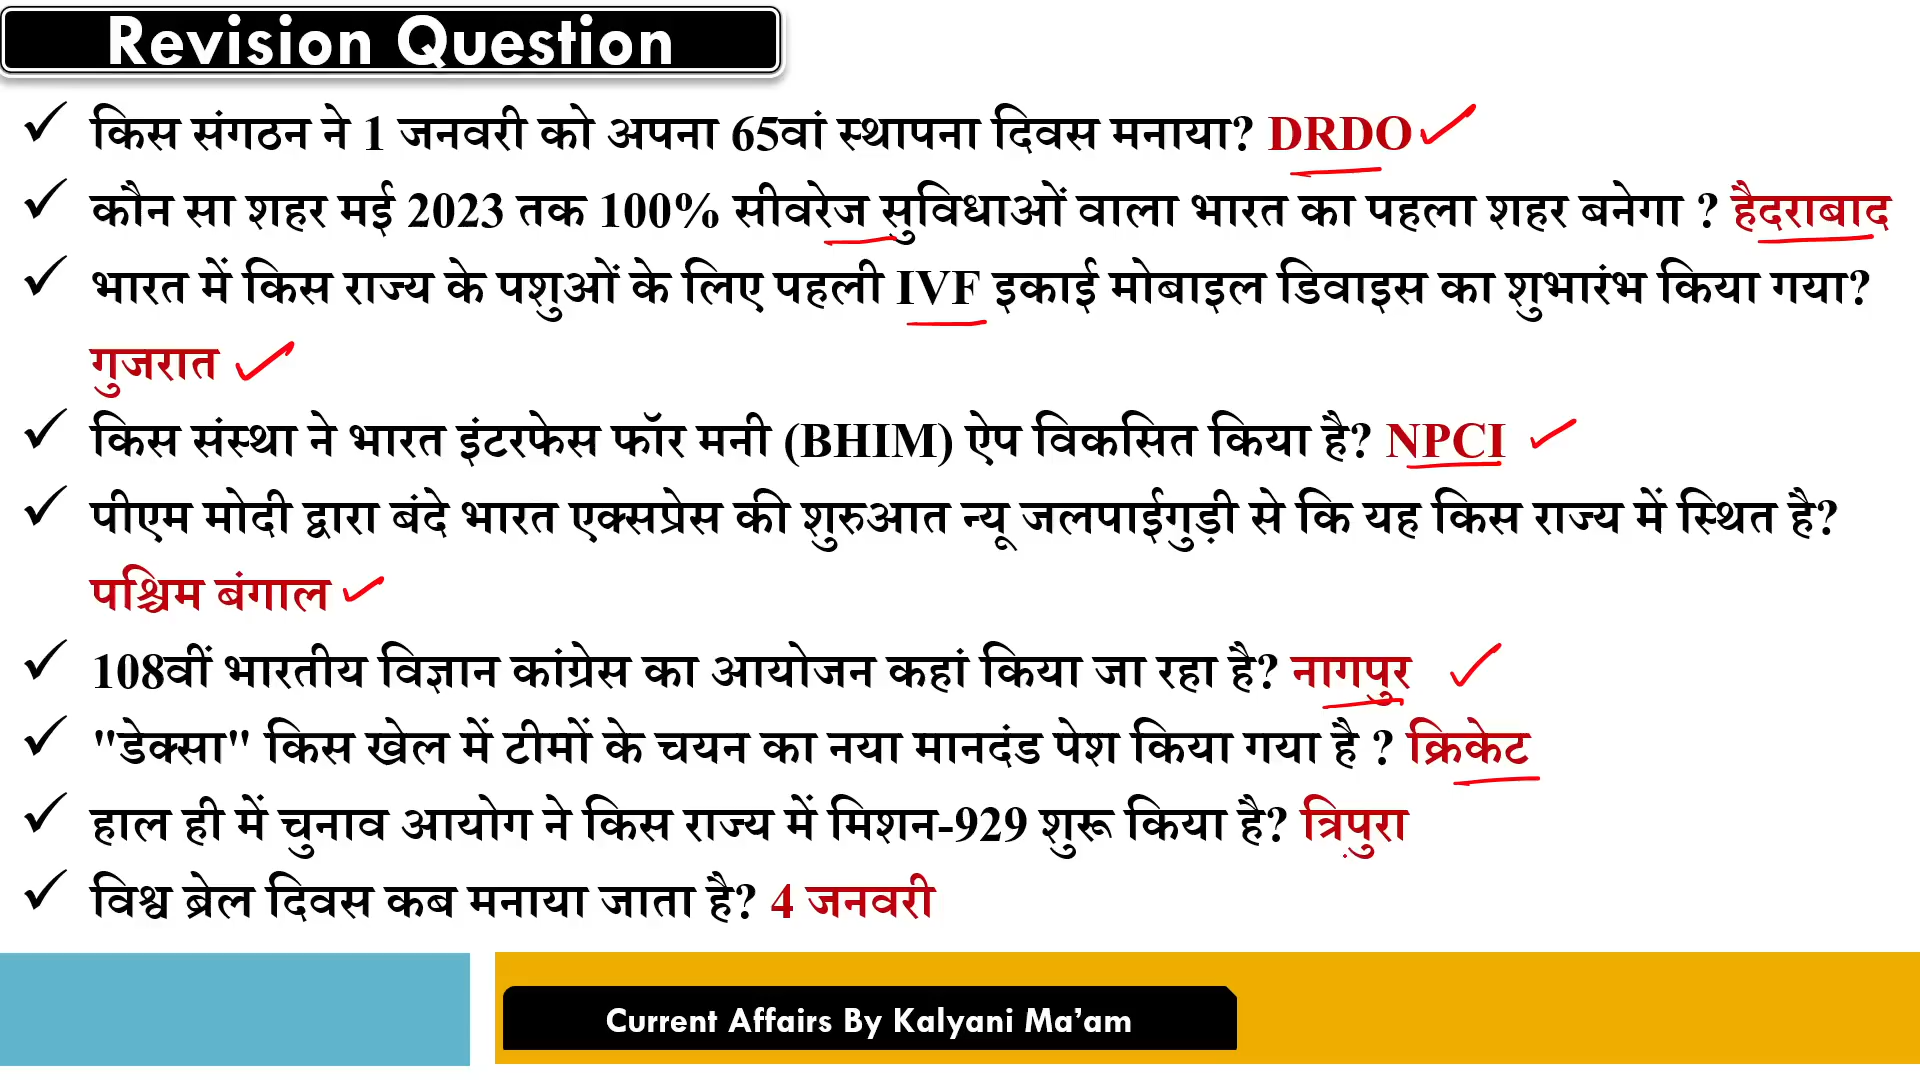 Revision Question
✓ किस संगठन ने 1 जनवरी को अपना 65वां स्थापना दिवस मनाया? DRDO
✓ कौन सा शहर मई 2023 तक 100% सीवरेज सुविधाओं वाला भारत का पहला शहर बनेगा ? हैदराबाद
✓ भारत में किस राज्य के पशुओं के लिए पहली IVF इकाई मोबाइल डिवाइस का शुभारंभ किया गया?
गुजरात
✓ किस संस्था ने भारत इंटरफेस फॉर मनी (BHIM) ऐप विकसित किया है? NPCI
✓ पीएम मोदी द्वारा बंदे भारत एक्सप्रेस की शुरुआत न्यू जलपाईगुड़ी से कि यह किस राज्य में स्थित है?
पश्चिम बंगाल
✓ 108वीं भारतीय विज्ञान कांग्रेस का आयोजन कहां किया जा रहा है? नागपुर
✓ "डेक्सा" किस खेल में टीमों के चयन का नया मानदंड पेश किया गया है ? क्रिकेट
✓ हाल ही में चुनाव आयोग ने किस राज्य में मिशन-929 शुरू किया है? त्रिपुरा
✓ विश्व ब्रेल दिवस कब मनाया जाता है? 4 जनवरी
Current Affairs By Kalyani Ma’am